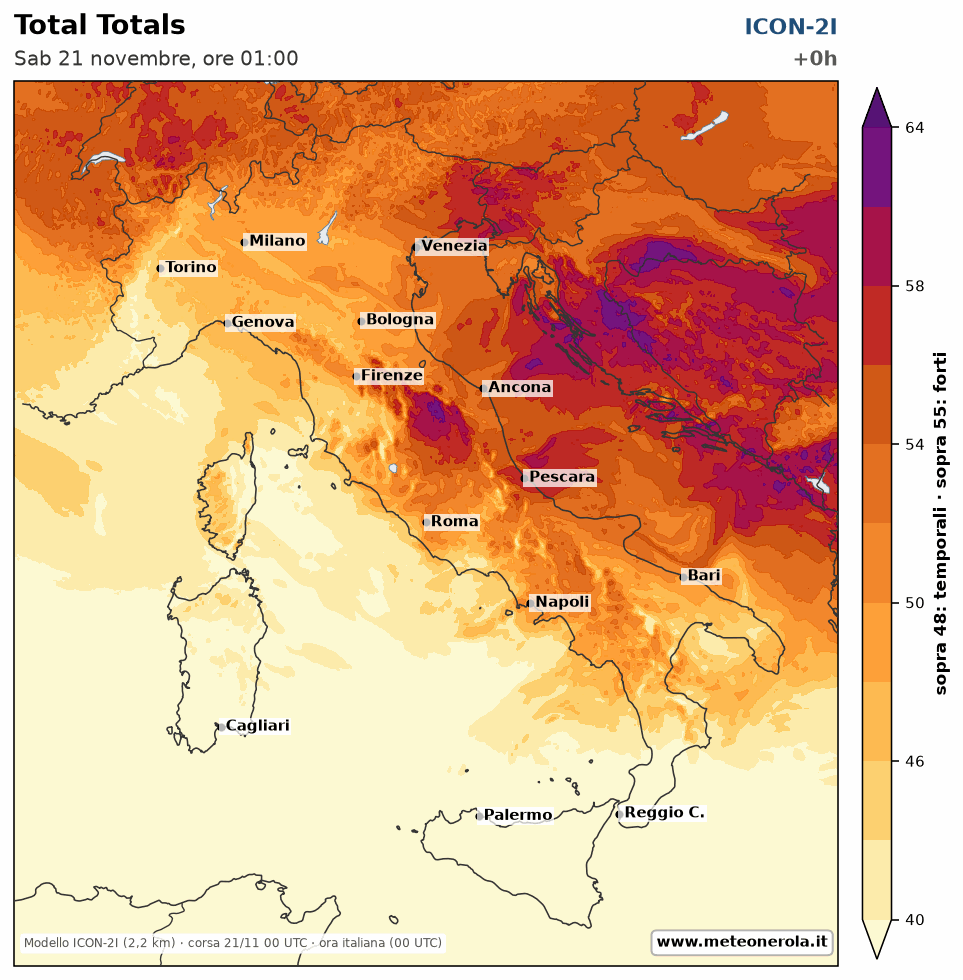 Total Totals
ICON-2I
Sab 21 novembre, ore 01:00
+0h
64
58
54
50
46
40
sopra 48: temporali · sopra 55: forti
Milano
Venezia
Torino
Genova
Bologna
Firenze
Ancona
Pescara
Roma
Bari
Napoli
Cagliari
Palermo
Reggio C.
Modello ICON-2I (2,2 km) · corsa 21/11 00 UTC · ora italiana (00 UTC)
www.meteonerola.it